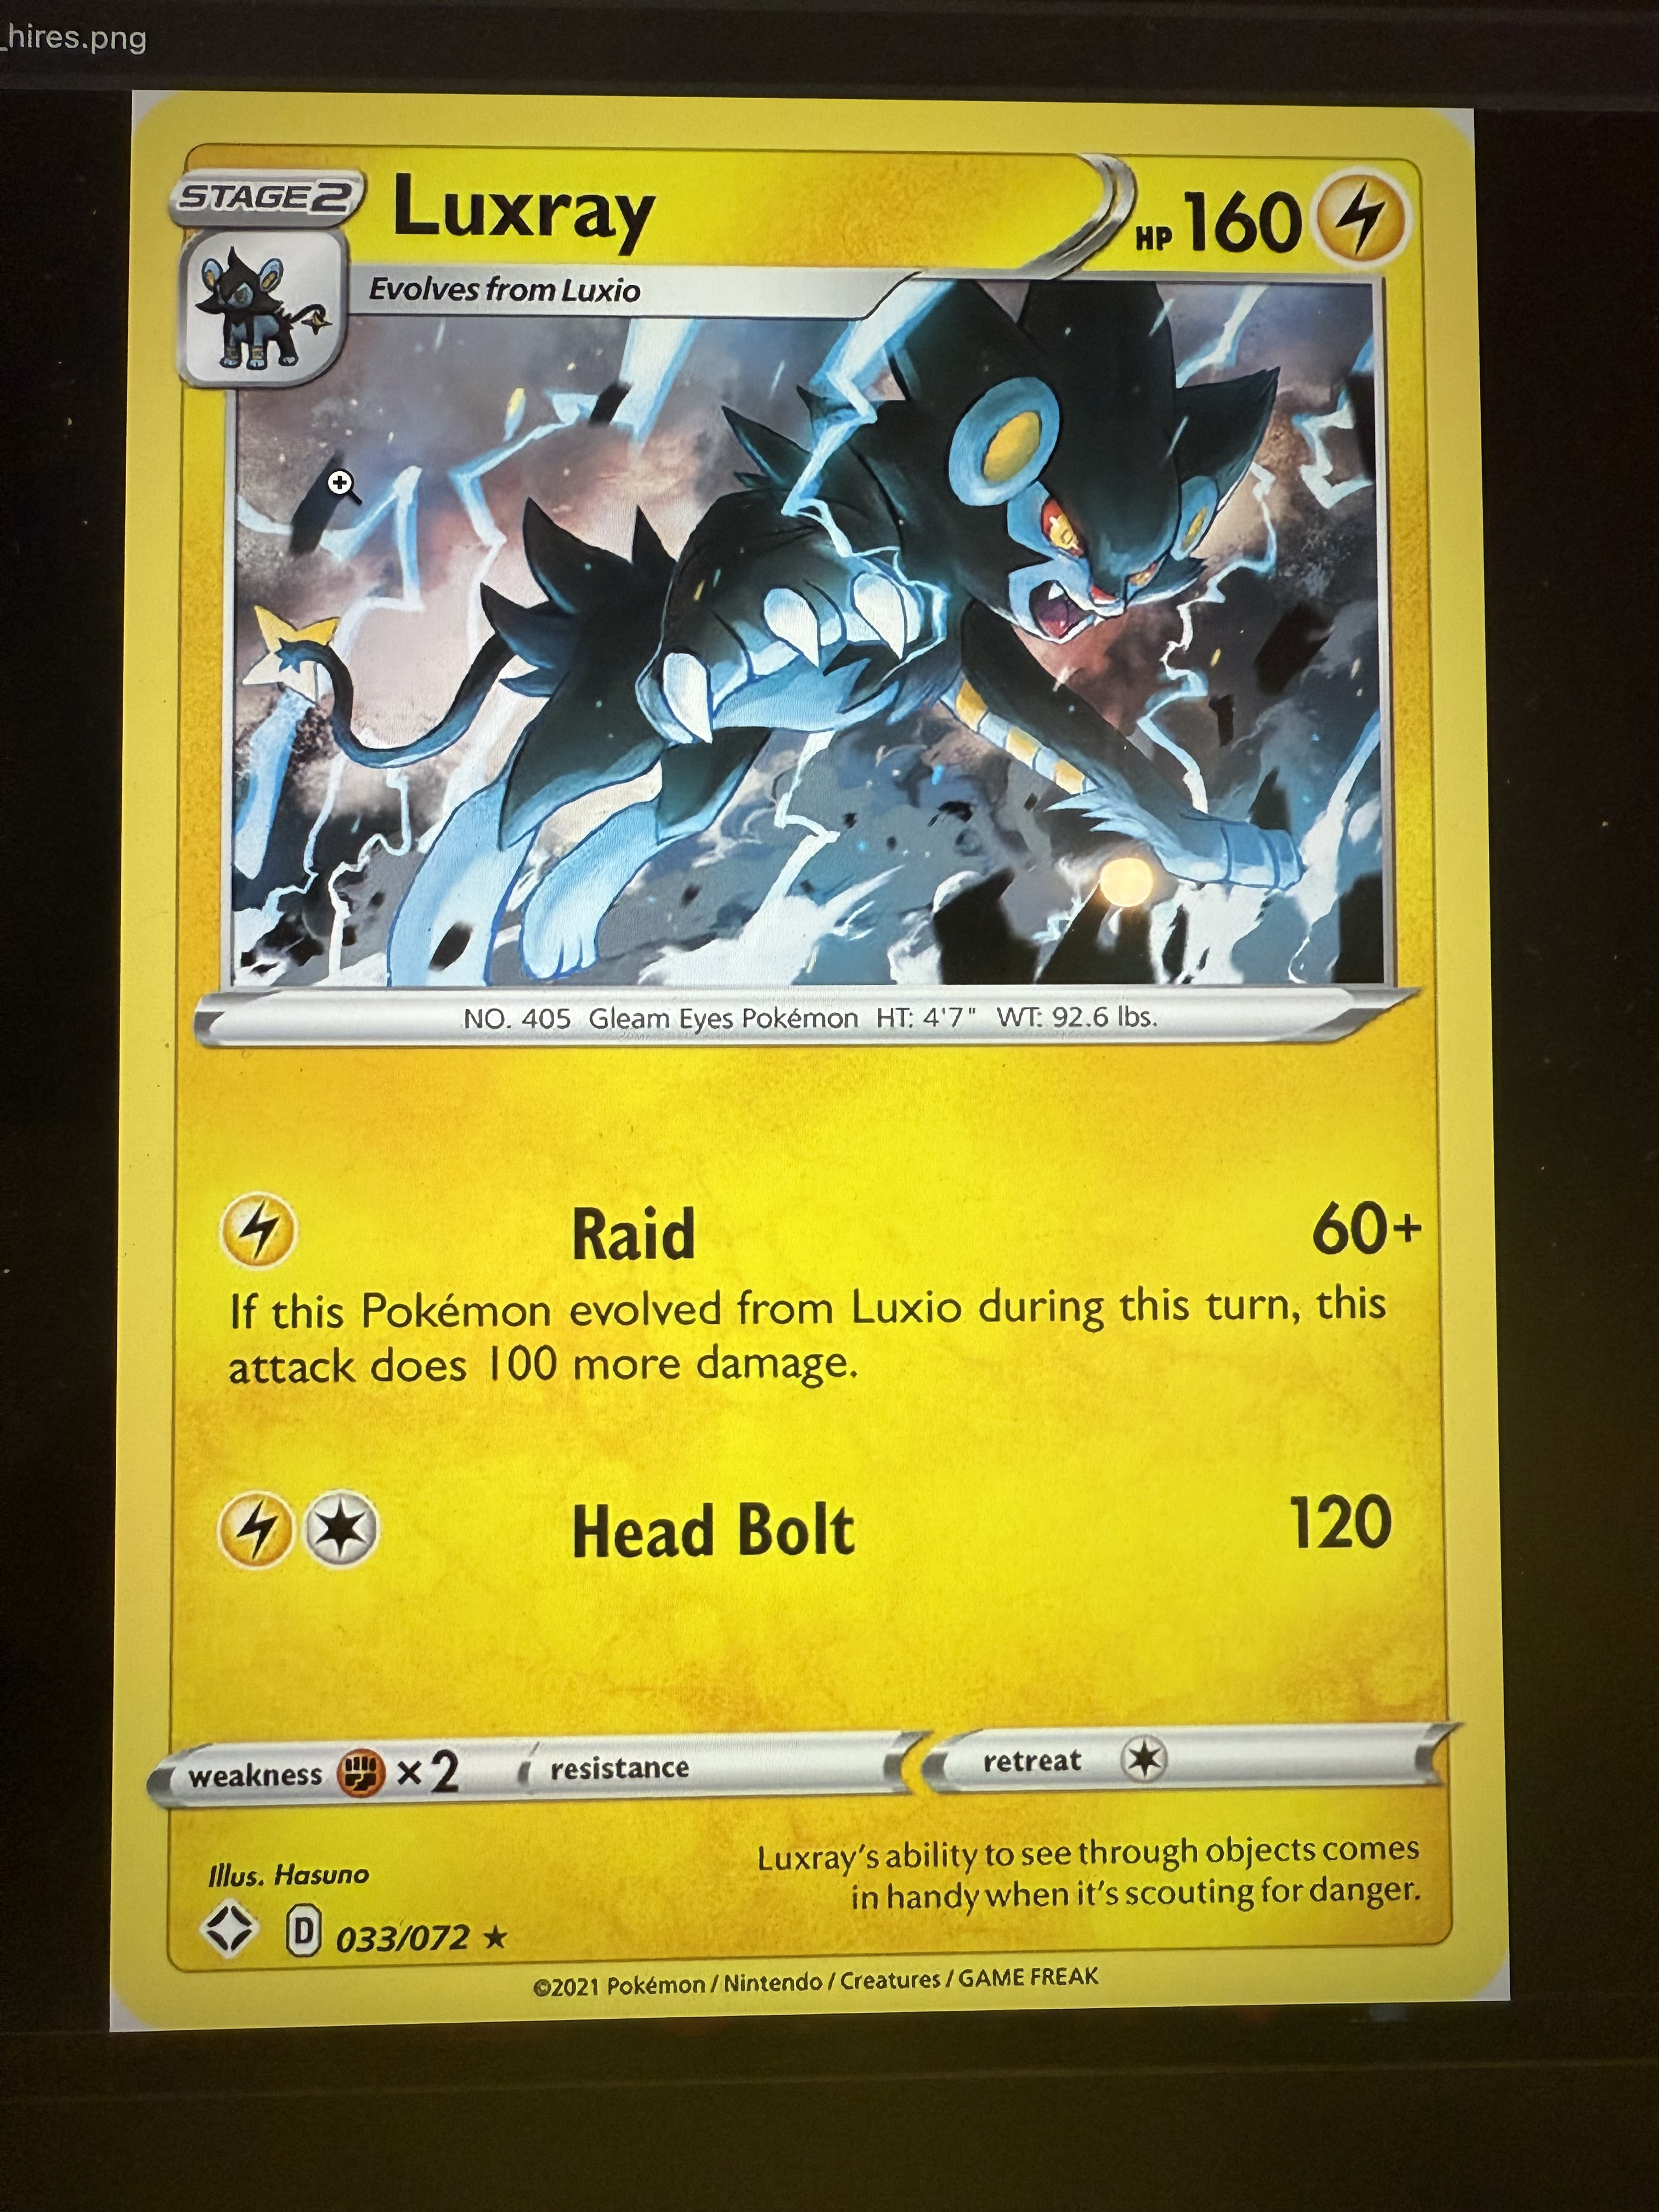 _hires.png
STAGE 2
Luxray
HP 160
Evolves from Luxio
NO. 405 Gleam Eyes Pokémon HT: 4'7" WT: 92.6 lbs.
Raid 60+
If this Pokémon evolved from Luxio during this turn, this
attack does 100 more damage.
Head Bolt 120
weakness ×2 resistance retreat
Luxray's ability to see through objects comes
in handy when it's scouting for danger.
Illus. Hasuno
D 033/072 ★
©2021 Pokémon / Nintendo / Creatures / GAME FREAK